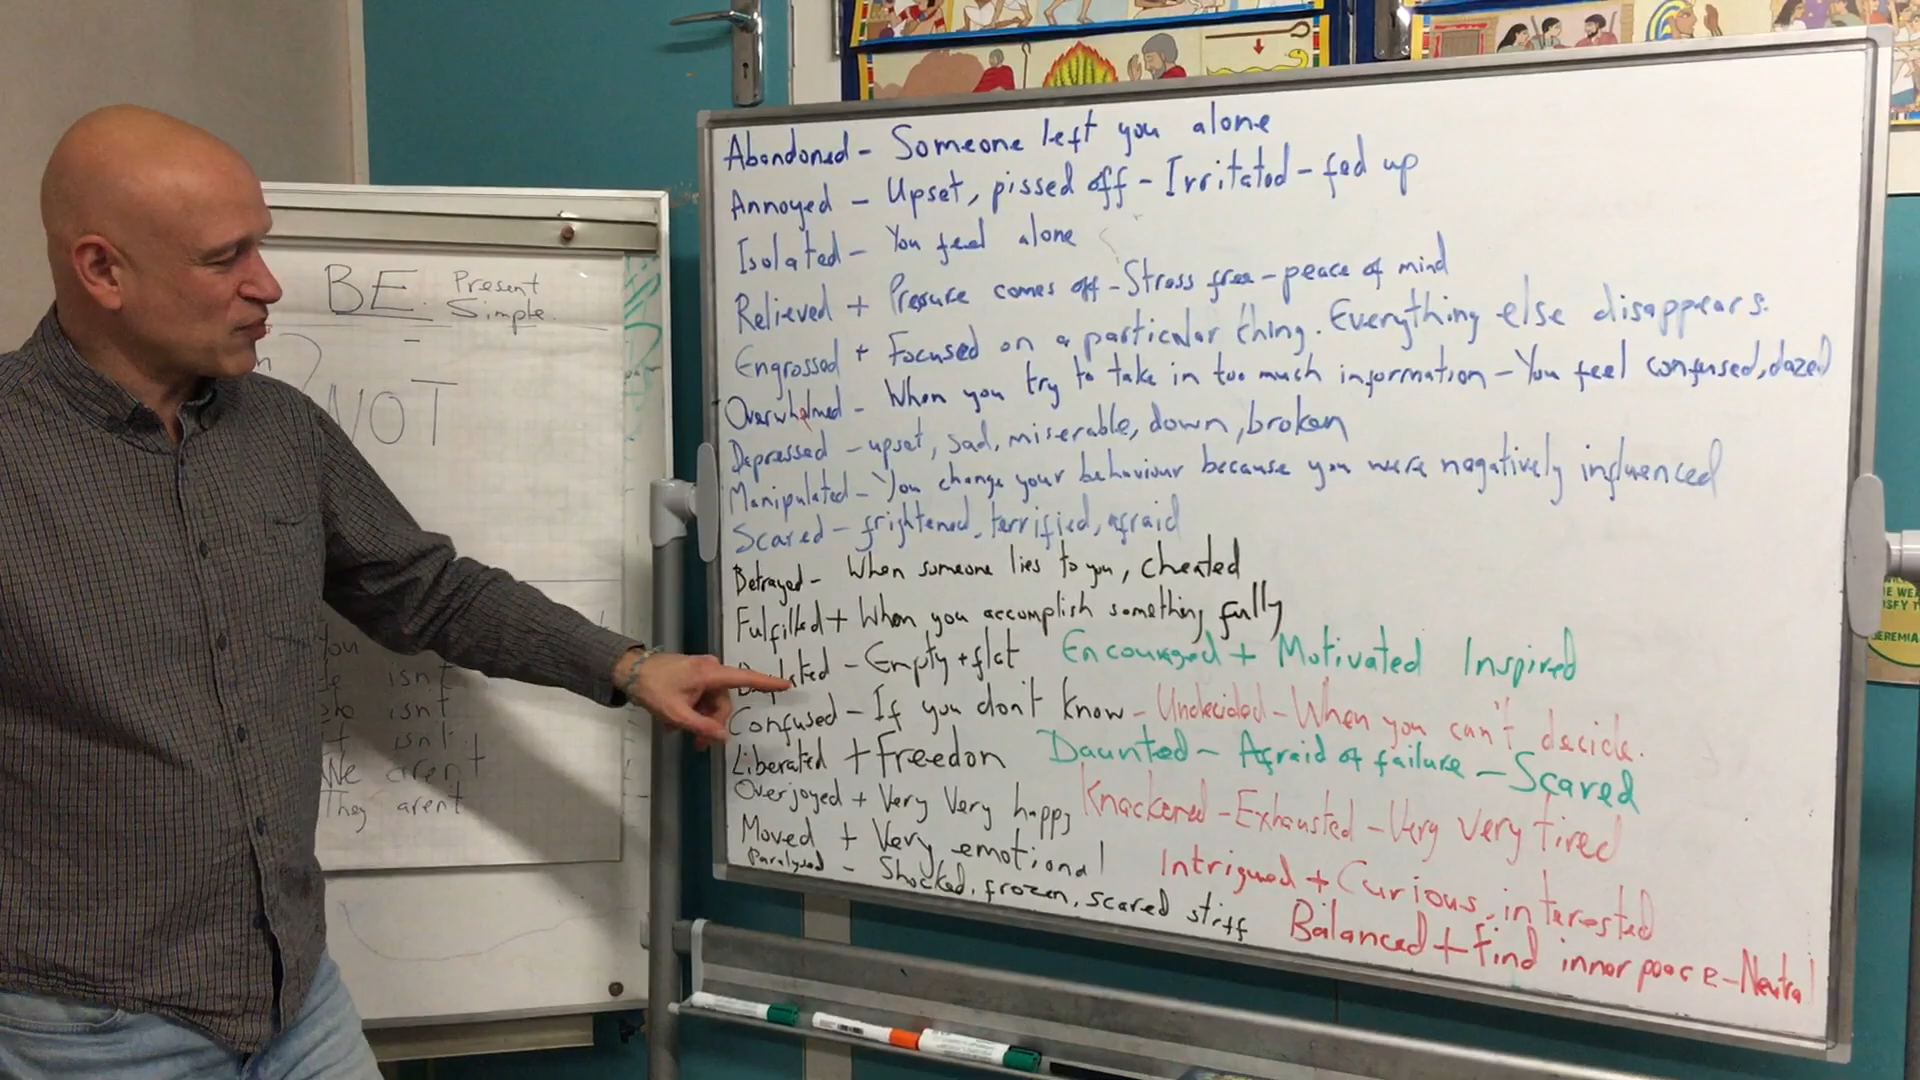 Abandoned - Someone left you alone
Annoyed - Upset, pissed off - Irritated - fed up
Isolated - You feel alone
Relieved + Pressure comes off - Stress free - peace of mind
Engrossed + Focused on a particular thing. Everything else disappears.
Overwhelmed - When you try to take in too much information - You feel confused, dazed
Depressed - upset, sad, miserable, down, broken
Manipulated - You change your behaviour because you were negatively influenced
Scared - frightened, terrified, afraid
Betrayed - When someone lies to you, cheated
Fulfilled + When you accomplish something fully
- Empty + flat Encouraged + Motivated Inspired
Confused - If you don't know - Undecided - When you can't decide.
Liberated + Freedon Daunted - Afraid of failure - Scared
Overjoyed + Very Very happy Knackered - Exhausted - Very very tired
Moved + Very emotional Intrigued + Curious, interested
Paralysed - Shocked, frozen, scared stiff Balanced + find inner peace - Neutral
BE. Present
Simple.
NOT
You
isn't
isn't
isn't
We aren't
They aren't